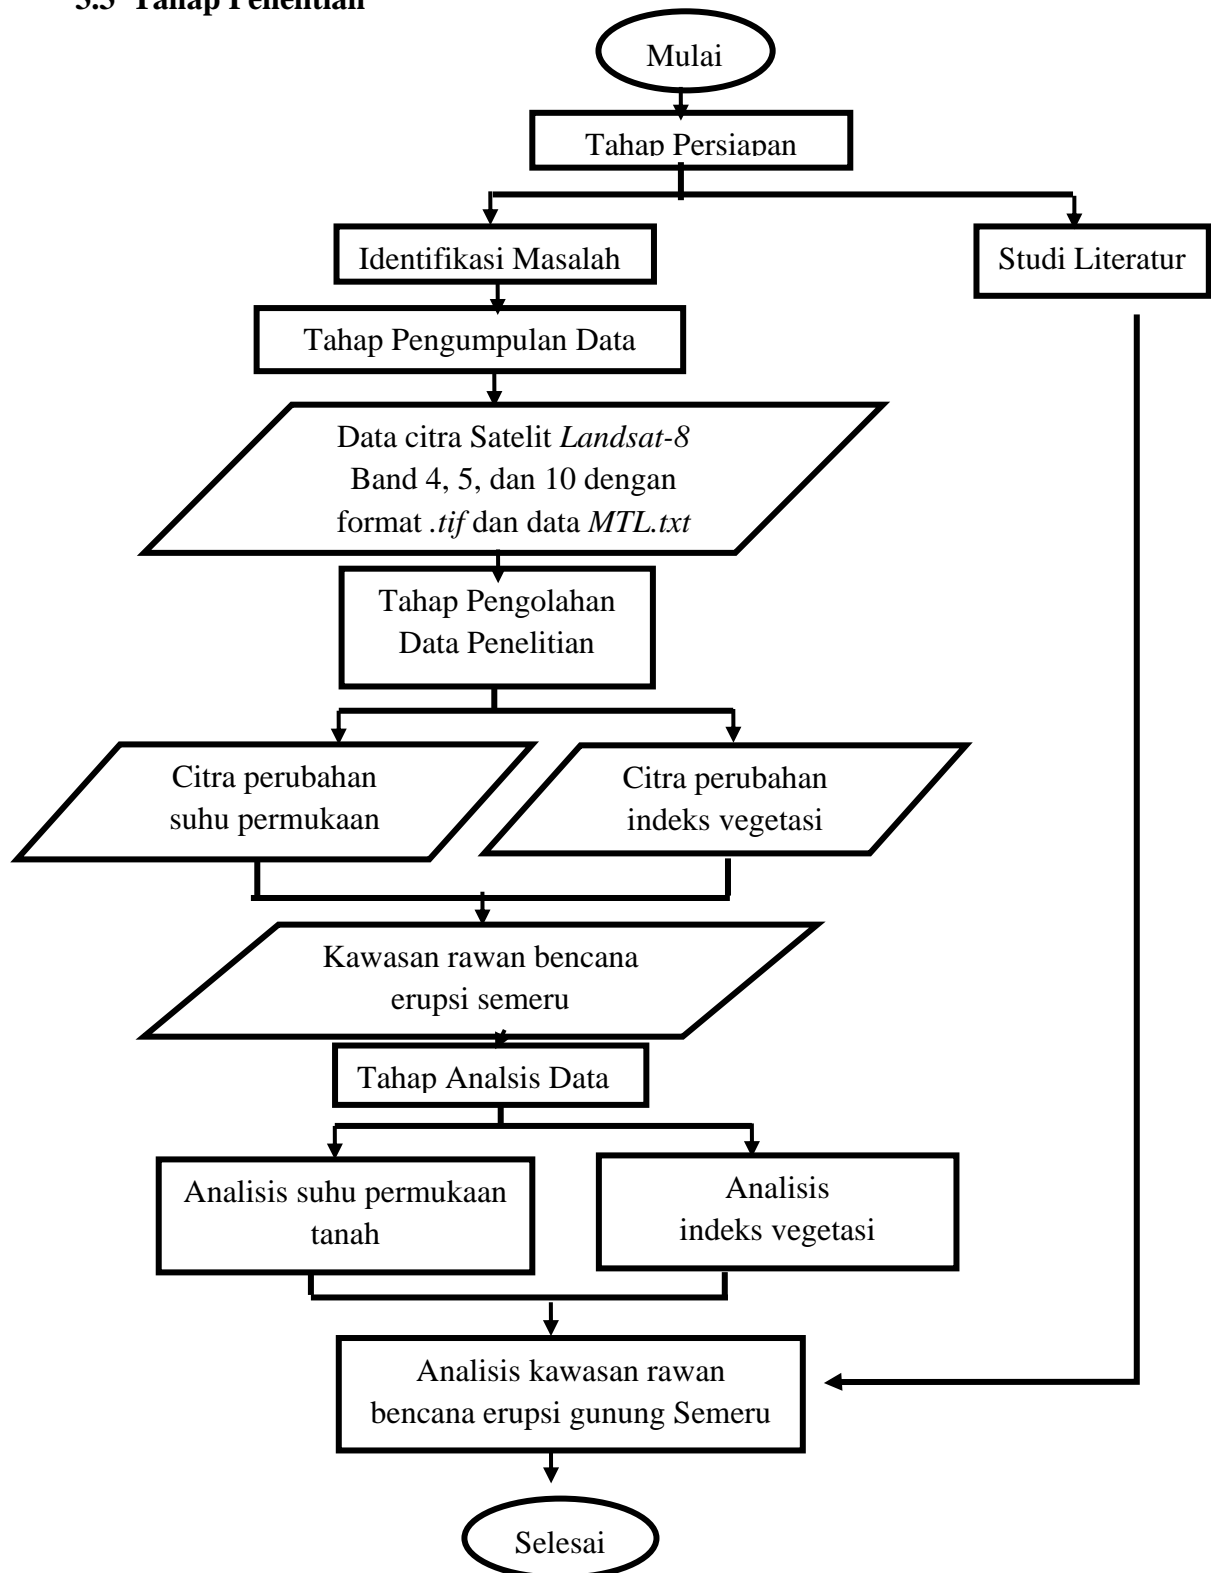 3.3 Tahap Penelitian
Mulai
Tahap Persiapan
Identifikasi Masalah
Studi Literatur
Tahap Pengumpulan Data
Data citra Satelit Landsat-8
Band 4, 5, dan 10 dengan
format .tif dan data MTL.txt
Tahap Pengolahan
Data Penelitian
Citra perubahan
suhu permukaan
Citra perubahan
indeks vegetasi
Kawasan rawan bencana
erupsi semeru
Tahap Analsis Data
Analisis suhu permukaan
tanah
Analisis
indeks vegetasi
Analisis kawasan rawan
bencana erupsi gunung Semeru
Selesai